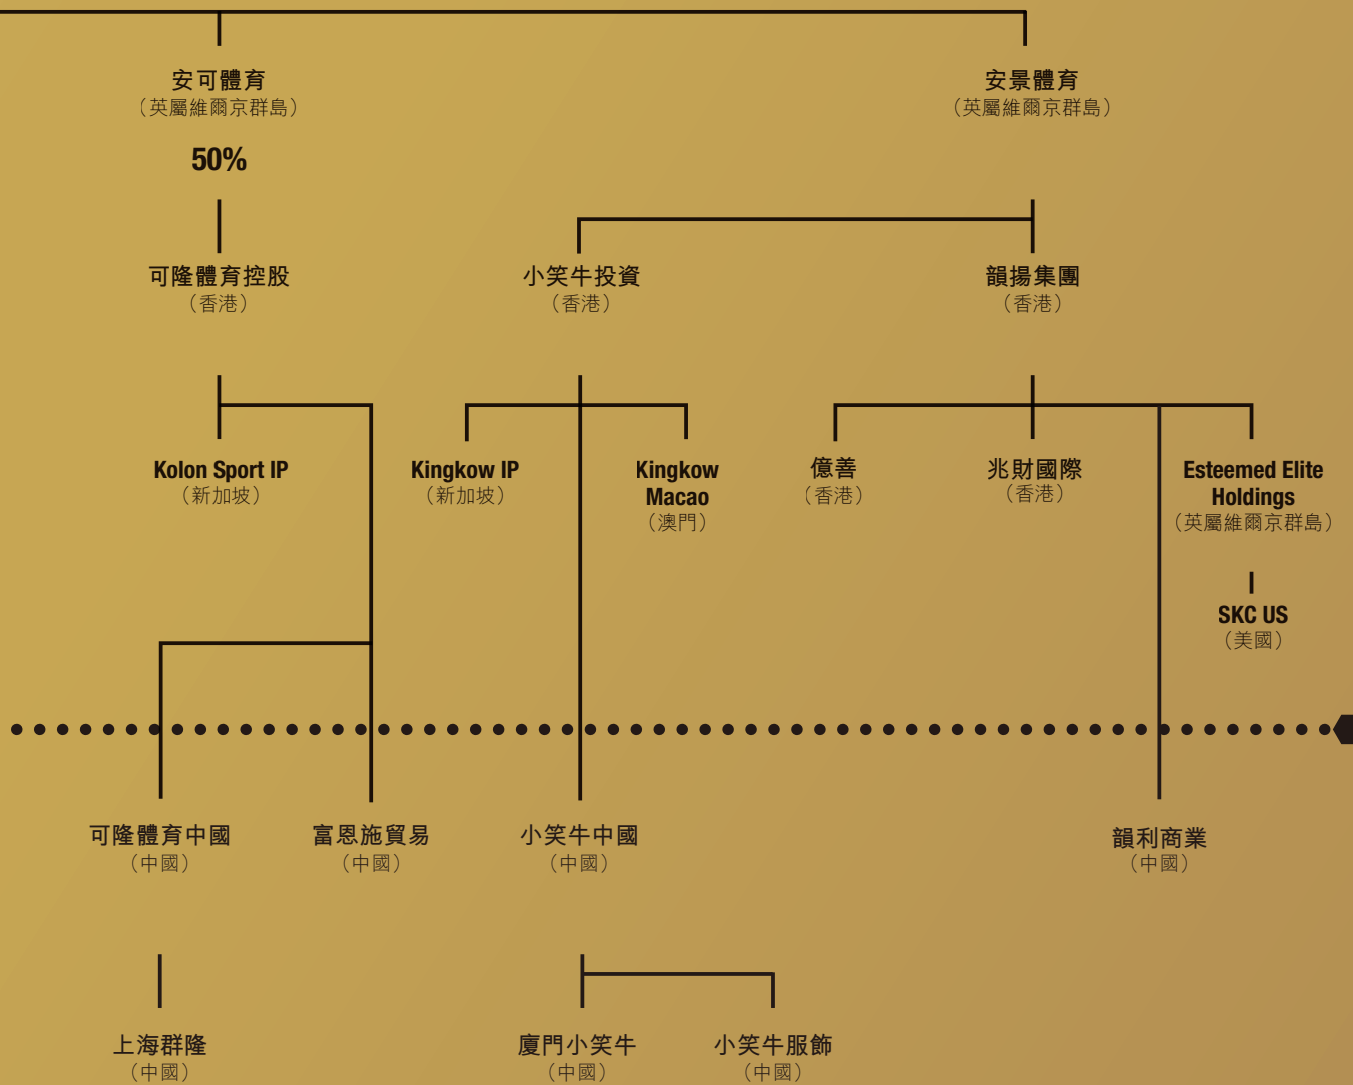 安可體育
（英屬維爾京群島）
50%
安景體育
（英屬維爾京群島）
可隆體育控股
（香港）
小笑牛投資
（香港）
韻揚集團
（香港）
Kolon Sport IP
（新加坡）
Kingkow IP
（新加坡）
Kingkow
Macao
（澳門）
億善
（香港）
兆財國際
（香港）
Esteemed Elite
Holdings
（英屬維爾京群島）
SKC US
（美國）
可隆體育中國
（中國）
富恩施貿易
（中國）
小笑牛中國
（中國）
韻利商業
（中國）
上海群隆
（中國）
廈門小笑牛
（中國）
小笑牛服飾
（中國）